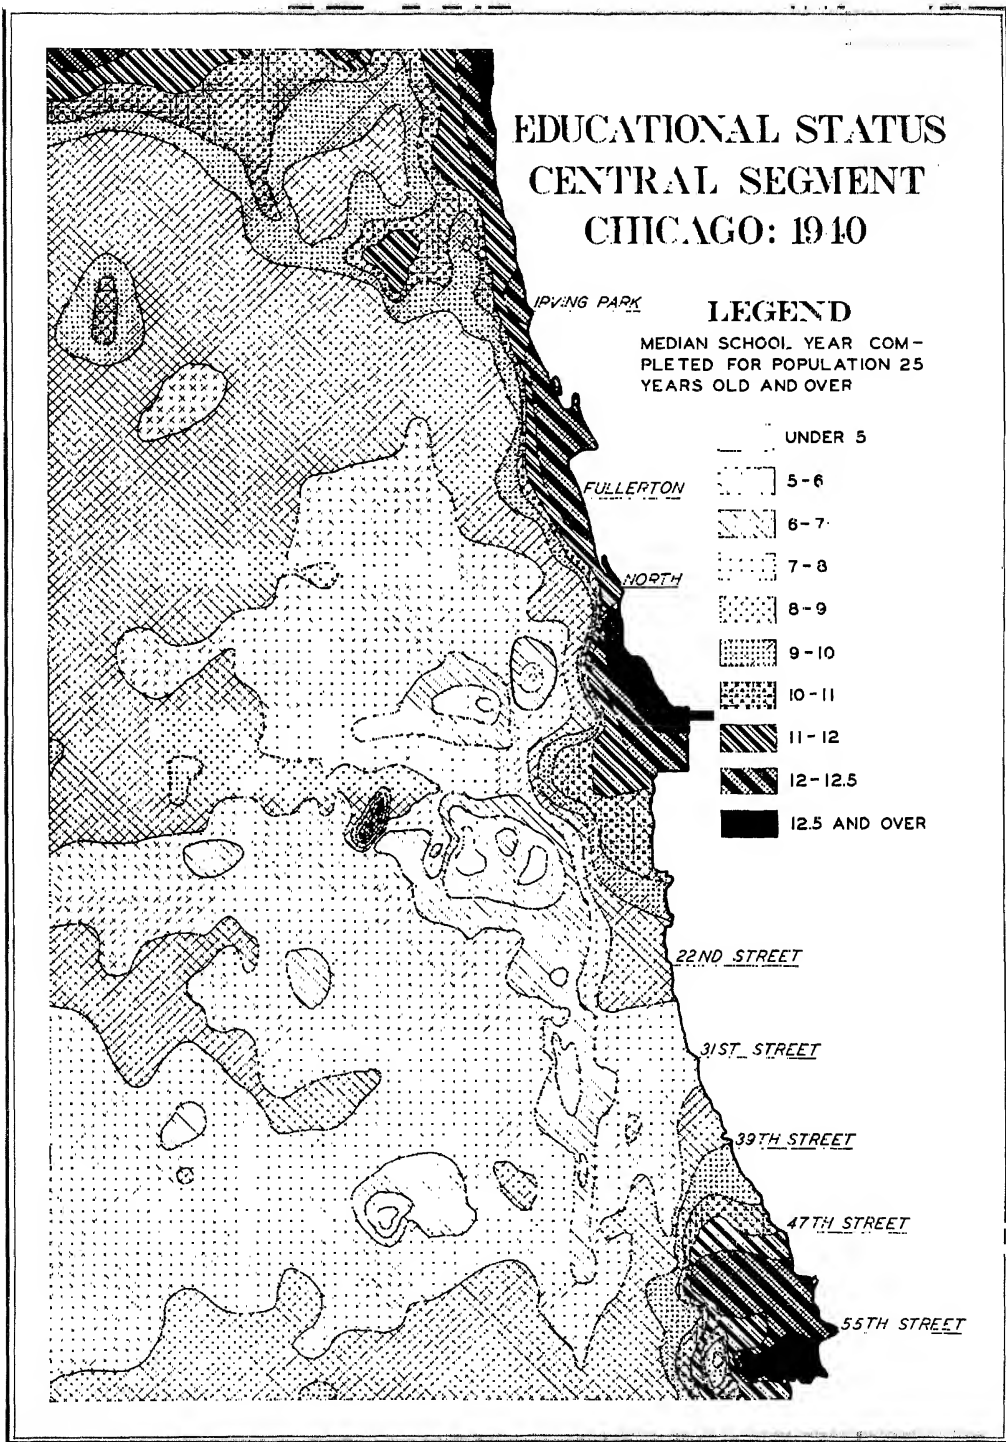 EDUCATIONAL STATUS
CENTRAL SEGMENT
CHICAGO: 1940
IRVING PARK
LEGEND
MEDIAN SCHOOL YEAR COM-
PLETED FOR POPULATION 25
YEARS OLD AND OVER
UNDER 5
5-6
FULLERTON
6-7
7-8
NORTH
8-9
9-10
10-11
11-12
12-12.5
12.5 AND OVER
22ND STREET
31ST STREET
39TH STREET
47TH STREET
55TH STREET